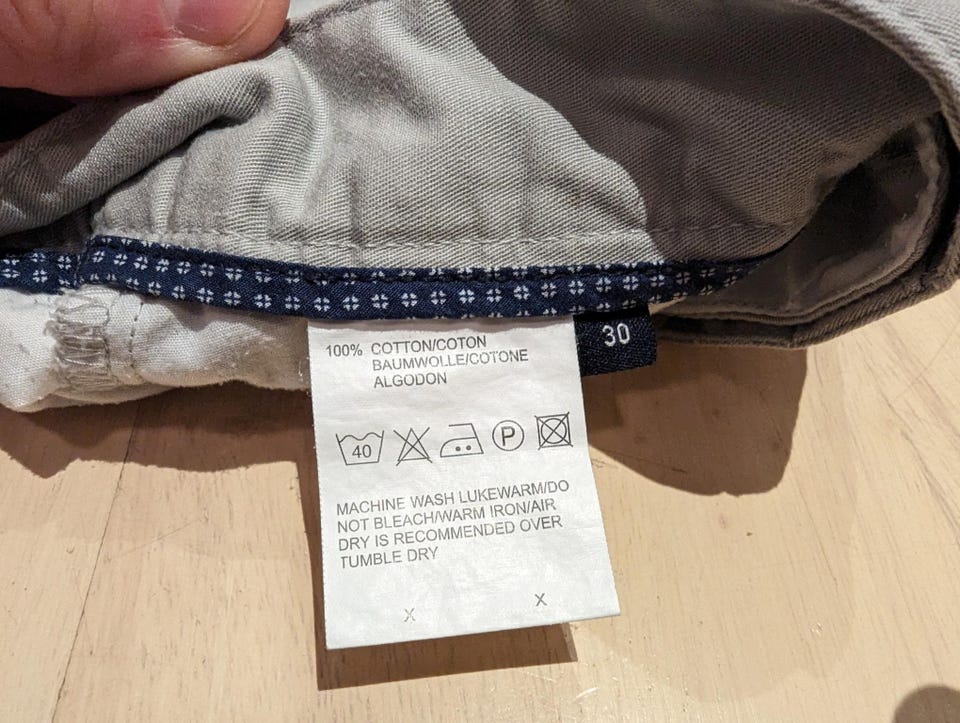 30
100% COTTON/COTON
BAUMWOLLE/COTONE
ALGODON
40 P
MACHINE WASH LUKEWARM/DO
NOT BLEACH/WARM IRON/AIR
DRY IS RECOMMENDED OVER
TUMBLE DRY
X X